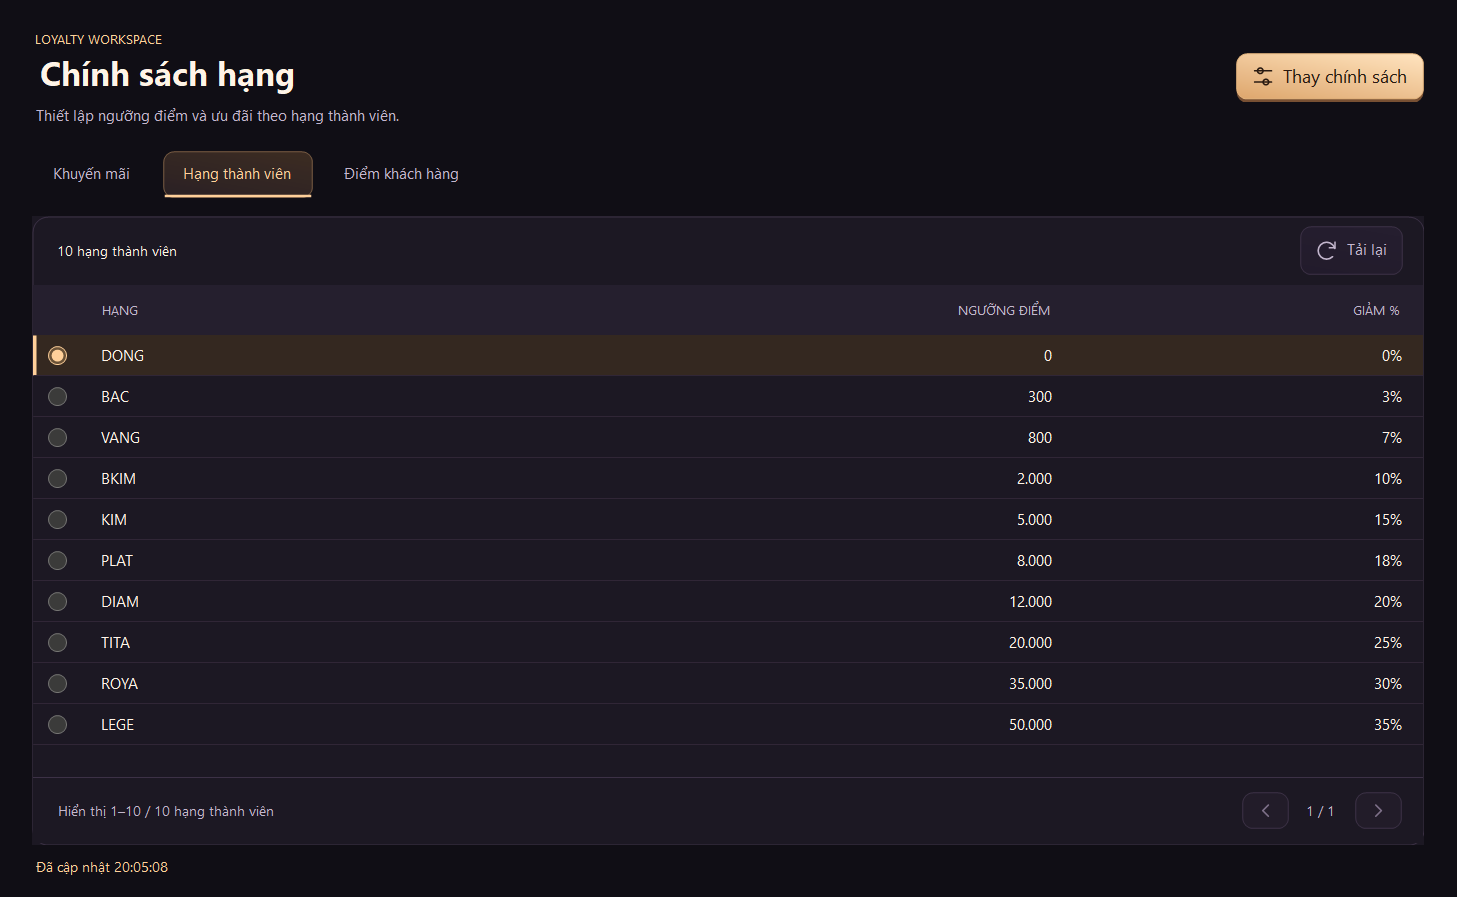 LOYALTY WORKSPACE
Chính sách hạng
Thiết lập ngưỡng điểm và ưu đãi theo hạng thành viên.
Thay chính sách
Khuyến mãi Hạng thành viên Điểm khách hàng
10 hạng thành viên Tải lại
HẠNG NGƯỠNG ĐIỂM GIẢM %
DONG 0 0%
BAC 300 3%
VANG 800 7%
BKIM 2.000 10%
KIM 5.000 15%
PLAT 8.000 18%
DIAM 12.000 20%
TITA 20.000 25%
ROYA 35.000 30%
LEGE 50.000 35%
Hiển thị 1–10 / 10 hạng thành viên 1 / 1
Đã cập nhật 20:05:08